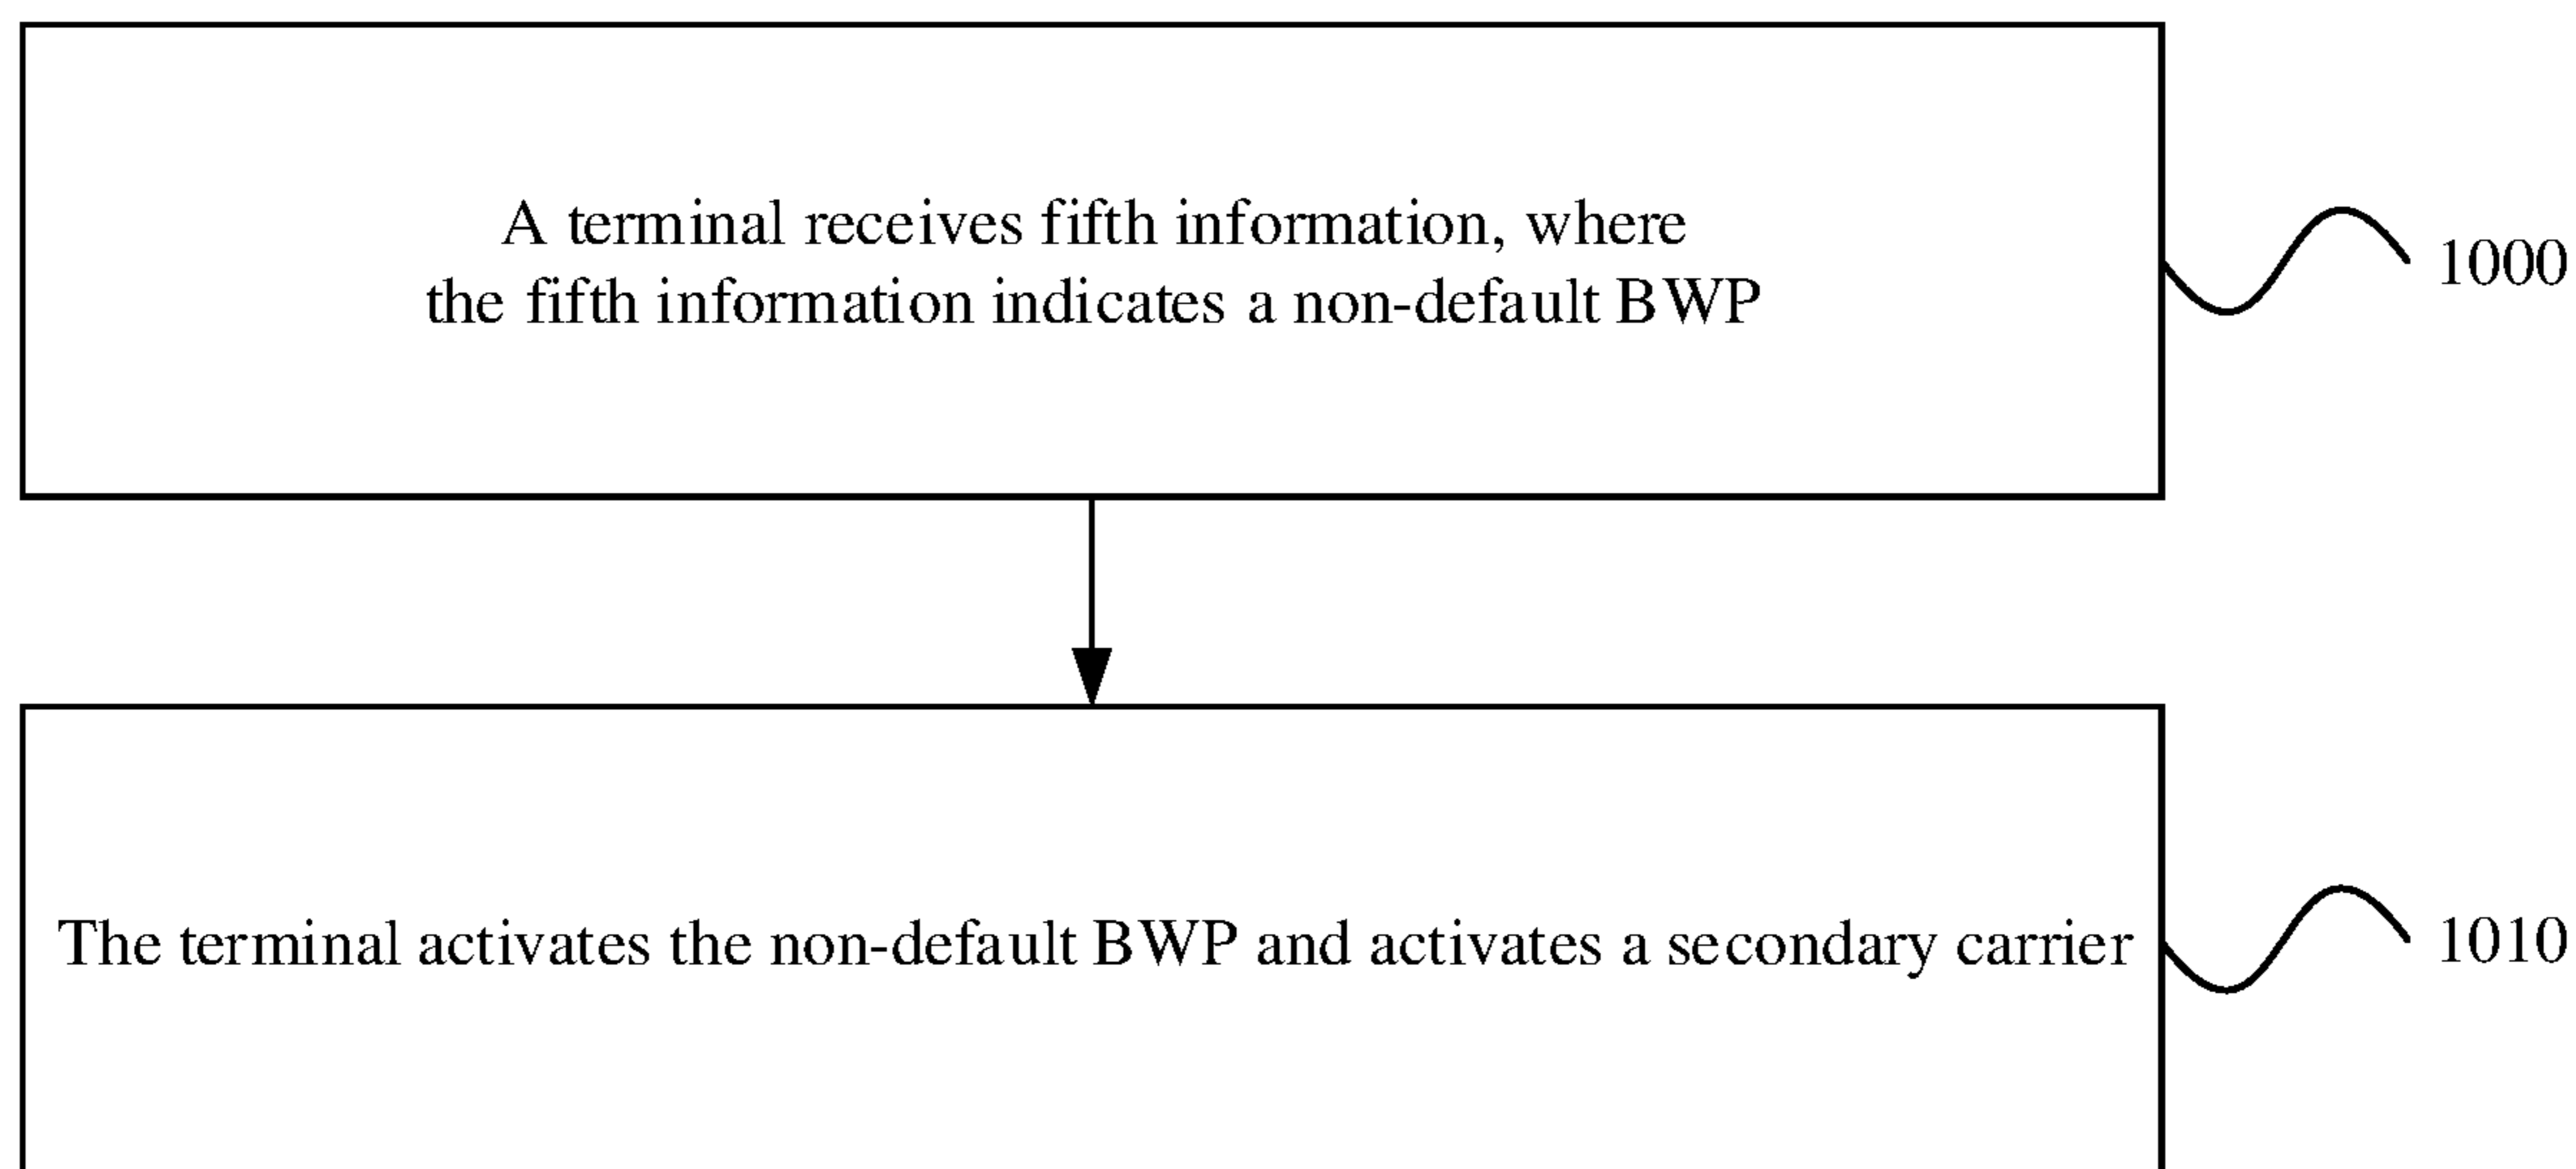 A terminal receives fifth information, where
the fifth information indicates a non-default BWP
1000
The terminal activates the non-default BWP and activates a secondary carrier
1010